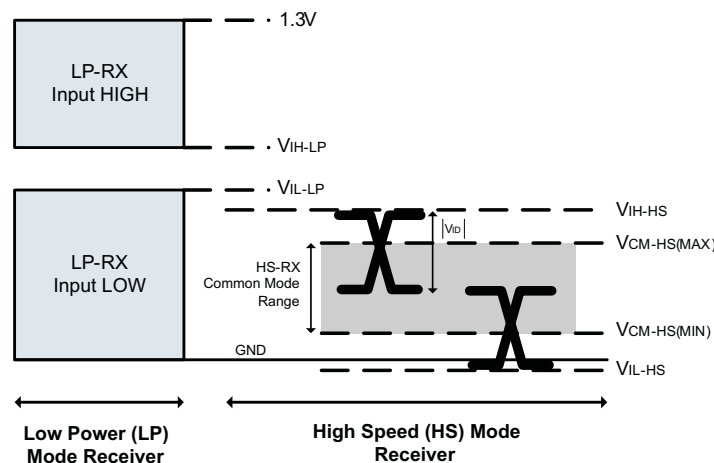 1.3V
LP-RX
Input HIGH
VIH-LP
VIL-LP
VIH-HS
|VID|
VCM-HS(MAX)
LP-RX
Input LOW
HS-RX
Common Mode
Range
VCM-HS(MIN)
GND
VIL-HS
Low Power (LP)
Mode Receiver
High Speed (HS) Mode
Receiver